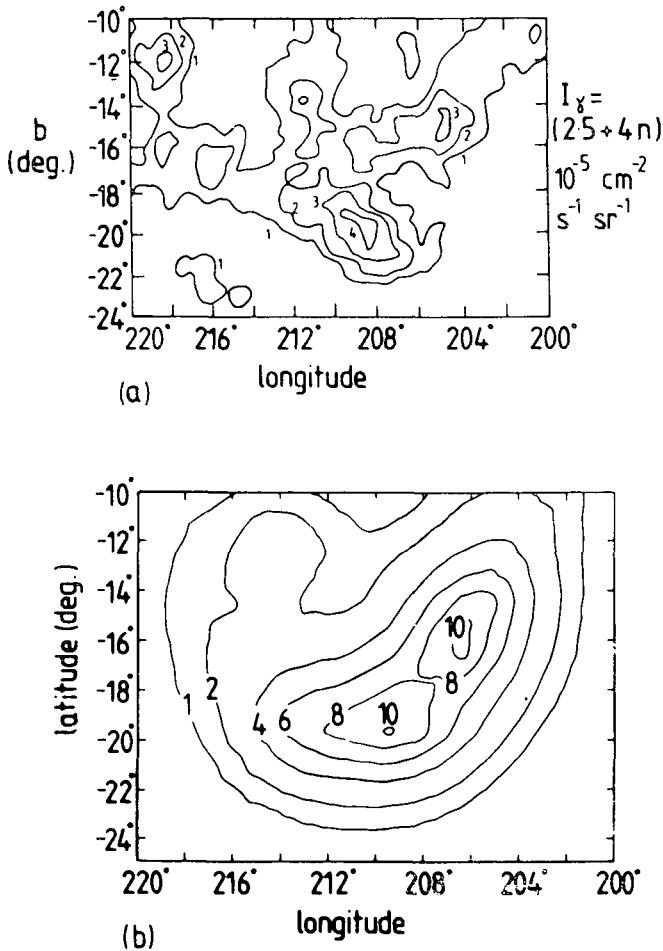 -10°
-12°
-14°
-16°
-18°
-20°
-22°
-24°
b
(deg.)
3
2
1
3
2
1
1
2
3
4
1
1
I_γ =
(2·5 + 4n)
10⁻⁵ cm⁻²
s⁻¹ sr⁻¹
220° 216° 212° 208° 204° 200°
longitude
(a)
-10°
-12°
-14°
-16°
-18°
-20°
-22°
-24°
latitude (deg.)
10
8
1
2
4
6
8
10
220° 216° 212° 208° 204° 200°
longitude
(b)